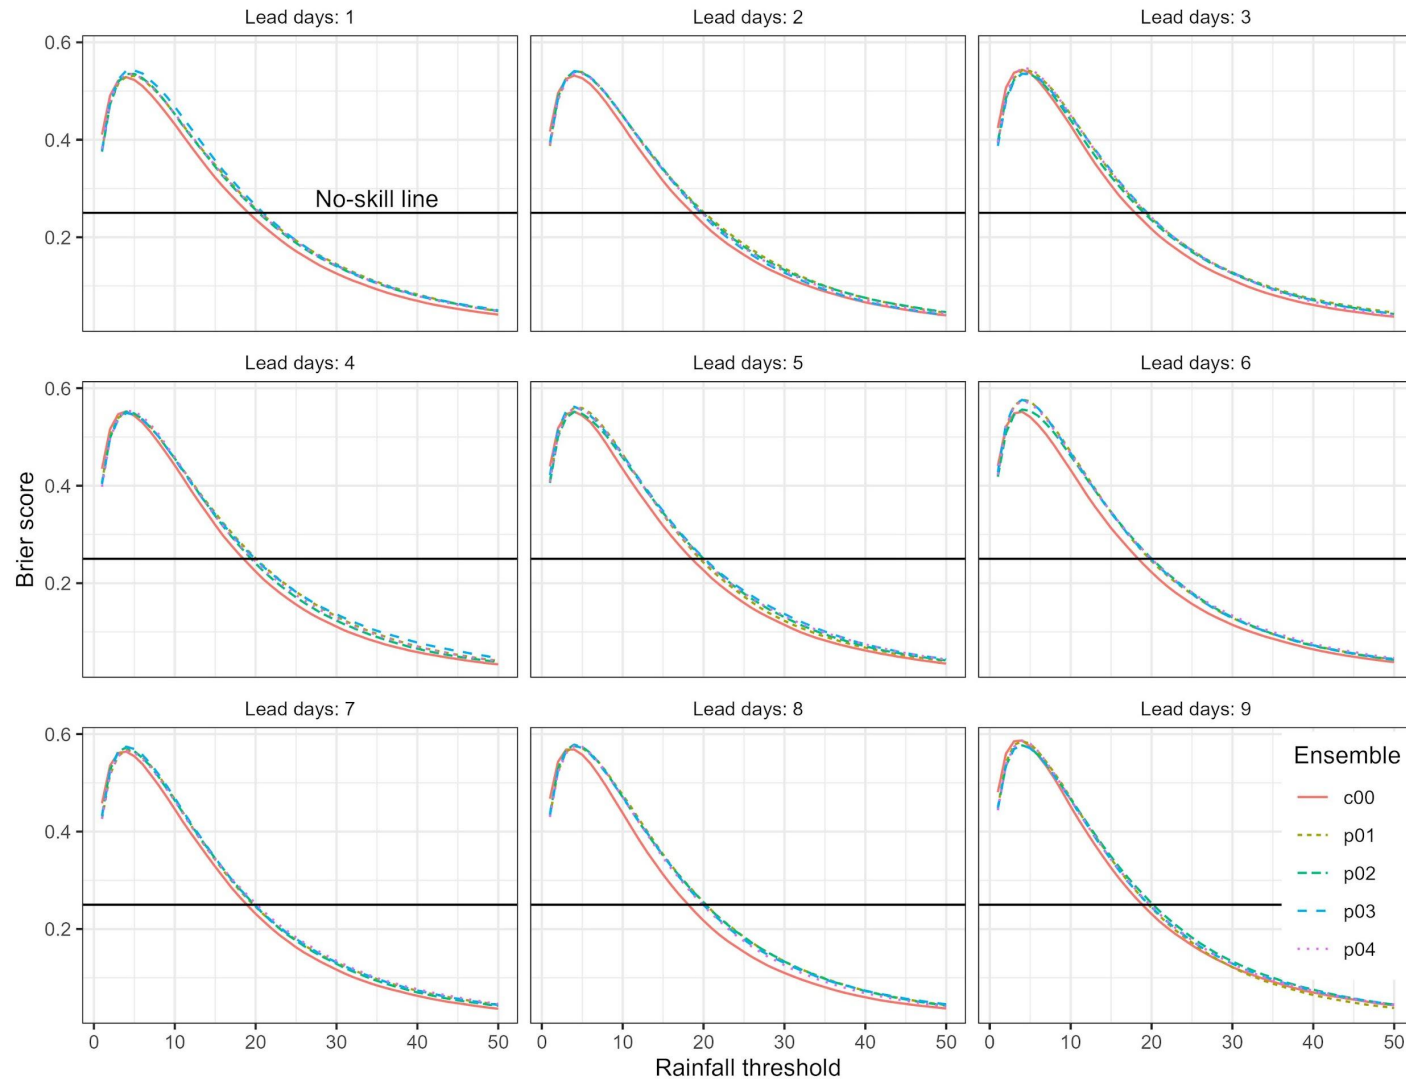 Lead days: 1
Lead days: 2
Lead days: 3
0.6
0.4
0.2
No-skill line
Lead days: 4
Lead days: 5
Lead days: 6
0.6
0.4
0.2
Brier score
Lead days: 7
Lead days: 8
Lead days: 9
0.6
0.4
0.2
Ensemble
c00
p01
p02
p03
p04
0 10 20 30 40 50
0 10 20 30 40 50
0 10 20 30 40 50
Rainfall threshold